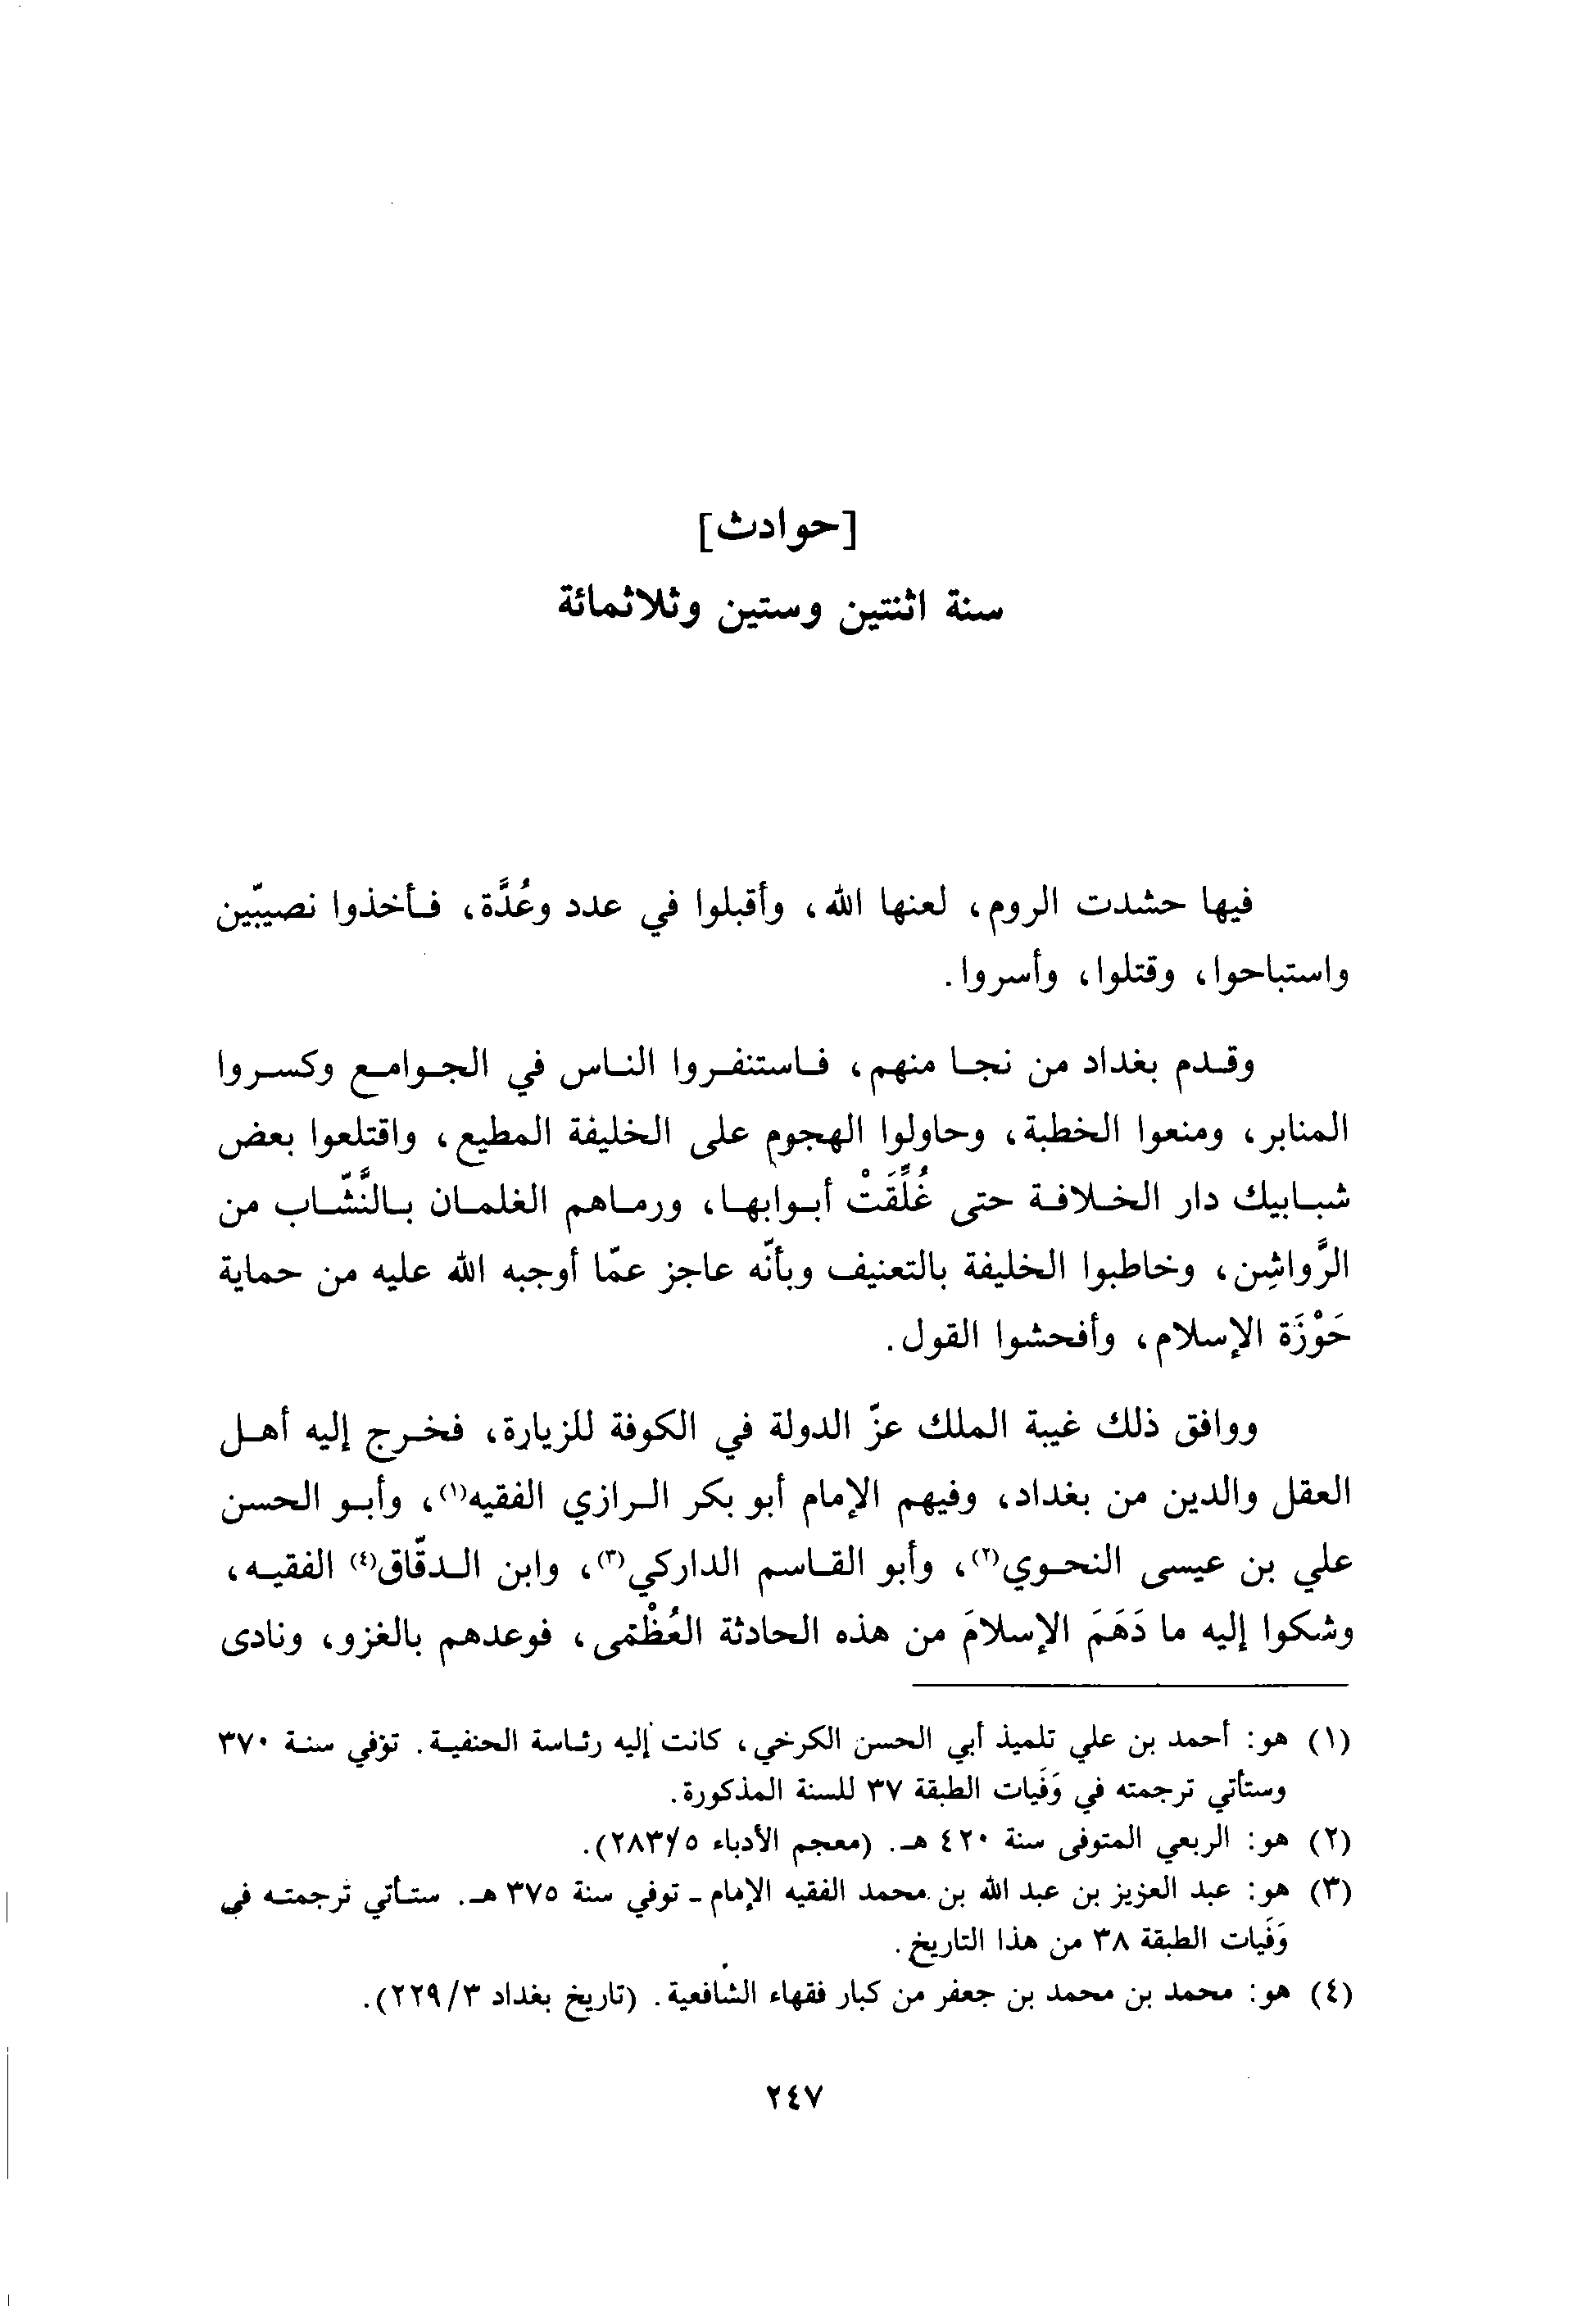 [حوادث]
سنة اثنتين وستين وثلاثمائة
فيها حشدت الروم، لعنها الله، وأقبلوا في عدد وعُدَّة، فأخذوا نصيبّين
واستباحوا، وقتلوا، وأسروا.
وقدم بغداد من نجا منهم، فاستنفروا الناس في الجوامع وكسروا
المنابر، ومنعوا الخطبة، وحاولوا الهجوم على الخليفة المطيع، واقتلعوا بعض
شبابيك دار الخلافة حتى غُلِّقَتْ أبوابها، ورماهم الغلمان بالنَّشّاب من
الرَّواشِن، وخاطبوا الخليفة بالتعنيف وبأنّه عاجز عمّا أوجبه الله عليه من حماية
حَوْزَة الإسلام، وأفحشوا القول.
ووافق ذلك غيبة الملك عزّ الدولة في الكوفة للزيارة، فخرج إليه أهل
العقل والدين من بغداد، وفيهم الإمام أبو بكر الرازي الفقيه(١)، وأبو الحسن
علي بن عيسى النحوي(٢)، وأبو القاسم الداركي(٣)، وابن الدقّاق(٤) الفقيه،
وشكوا إليه ما دَهَمَ الإسلامَ من هذه الحادثة العُظْمى، فوعدهم بالغزو، ونادى
(١) هو: أحمد بن علي تلميذ أبي الحسن الكرخي، كانت إليه رئاسة الحنفية. توفي سنة ٣٧٠
وستأتي ترجمته في وَفَيات الطبقة ٣٧ للسنة المذكورة.
(٢) هو: الربعي المتوفى سنة ٤٢٠ هـ. (معجم الأدباء ٥/٢٨٣).
(٣) هو: عبد العزيز بن عبد الله بن محمد الفقيه الإمام - توفي سنة ٣٧٥ هـ. ستأتي ترجمته في
وَفَيات الطبقة ٣٨ من هذا التاريخ.
(٤) هو: محمد بن محمد بن جعفر من كبار فقهاء الشافعية. (تاريخ بغداد ٣/٢٢٩).
٢٤٧